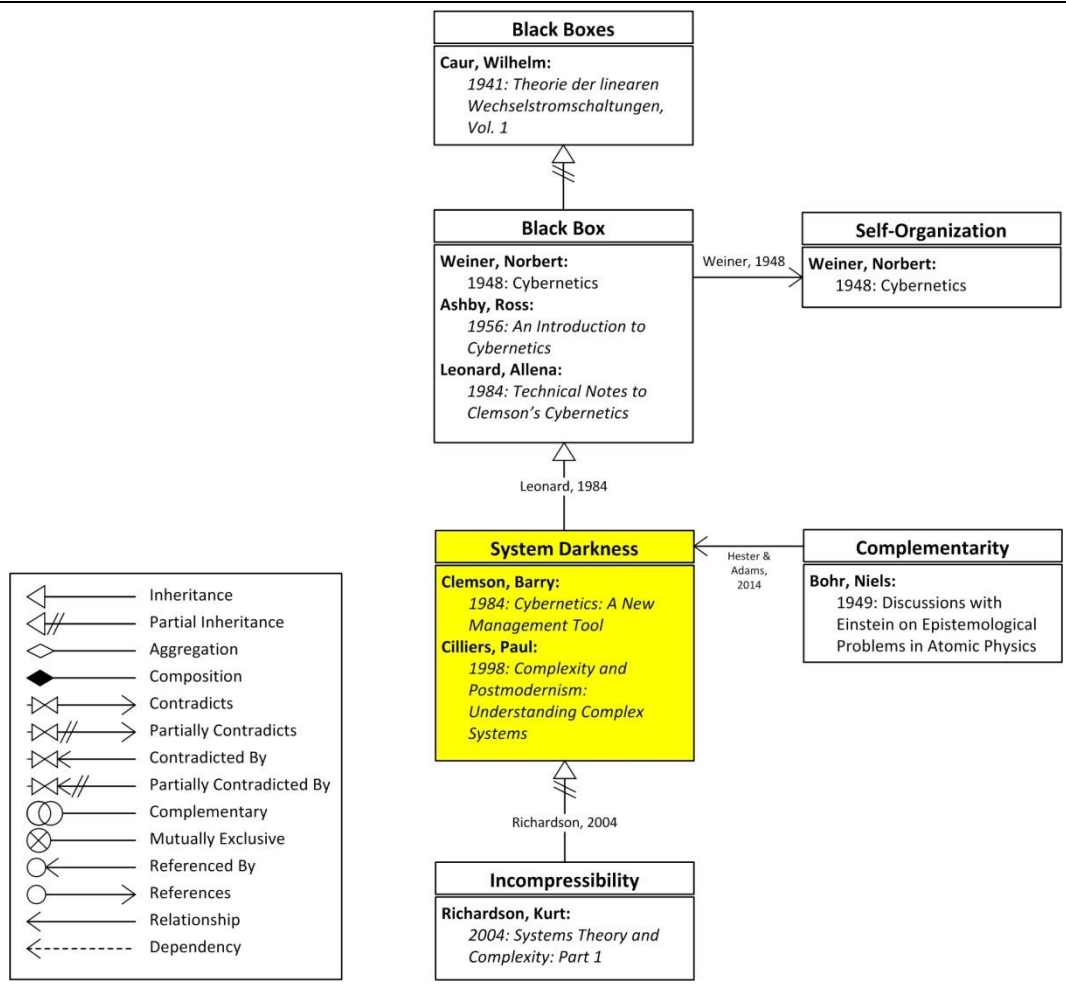 Black Boxes
Caur, Wilhelm:
1941: Theorie der linearen
Wechselstromschaltungen,
Vol. 1
Black Box
Weiner, Norbert:
1948: Cybernetics
Ashby, Ross:
1956: An Introduction to
Cybernetics
Leonard, Allena:
1984: Technical Notes to
Clemson's Cybernetics
Weiner, 1948
Self-Organization
Weiner, Norbert:
1948: Cybernetics
Leonard, 1984
System Darkness
Clemson, Barry:
1984: Cybernetics: A New
Management Tool
Cilliers, Paul:
1998: Complexity and
Postmodernism:
Understanding Complex
Systems
Hester &
Adams,
2014
Complementarity
Bohr, Niels:
1949: Discussions with
Einstein on Epistemological
Problems in Atomic Physics
Richardson, 2004
Incompressibility
Richardson, Kurt:
2004: Systems Theory and
Complexity: Part 1
Inheritance
Partial Inheritance
Aggregation
Composition
Contradicts
Partially Contradicts
Contradicted By
Partially Contradicted By
Complementary
Mutually Exclusive
Referenced By
References
Relationship
Dependency